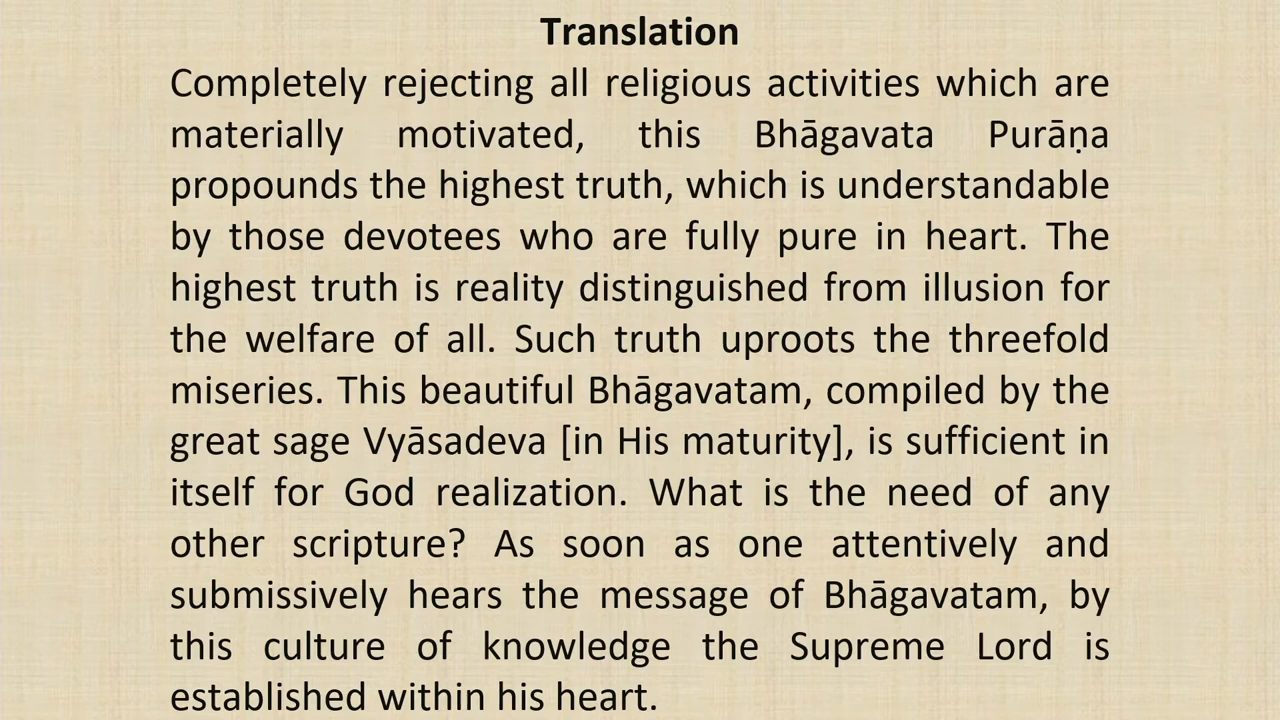 Translation
Completely rejecting all religious activities which are
materially motivated, this Bhāgavata Purāṇa
propounds the highest truth, which is understandable
by those devotees who are fully pure in heart. The
highest truth is reality distinguished from illusion for
the welfare of all. Such truth uproots the threefold
miseries. This beautiful Bhāgavatam, compiled by the
great sage Vyāsadeva [in His maturity], is sufficient in
itself for God realization. What is the need of any
other scripture? As soon as one attentively and
submissively hears the message of Bhāgavatam, by
this culture of knowledge the Supreme Lord is
established within his heart.